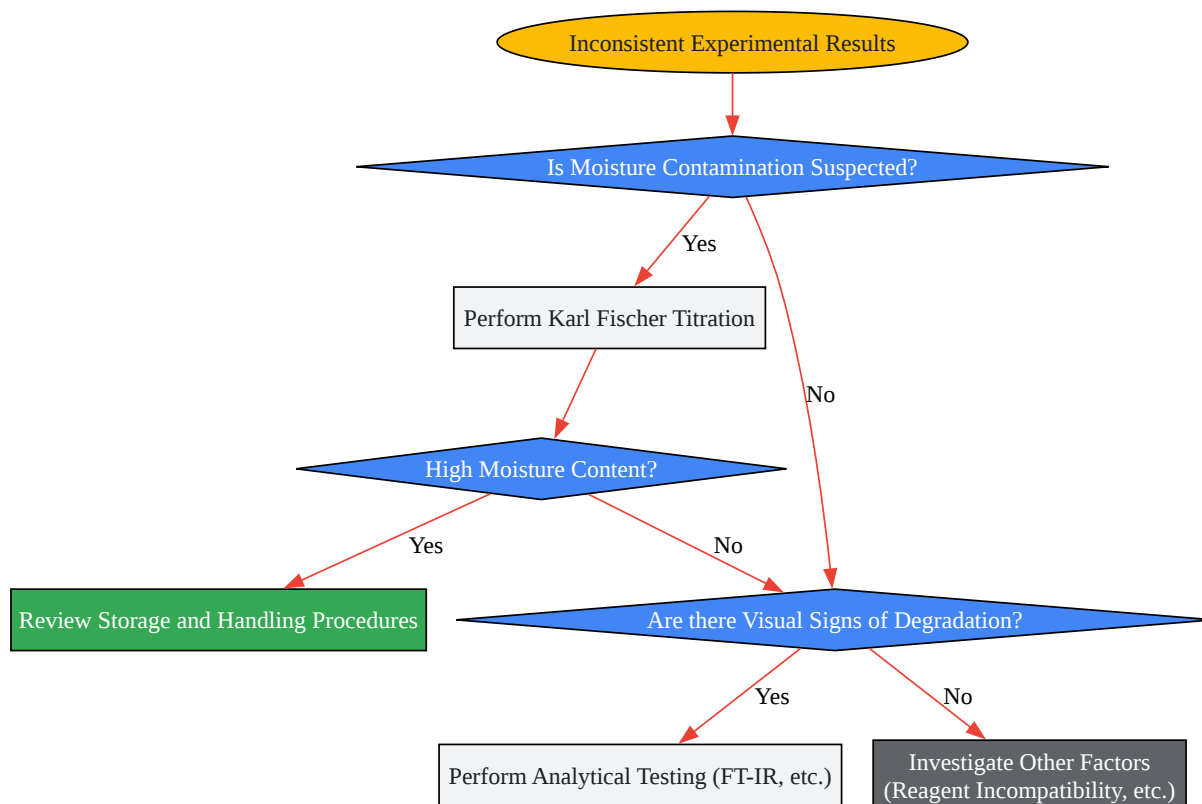 Inconsistent Experimental Results
Is Moisture Contamination Suspected?
Yes
Perform Karl Fischer Titration
No
High Moisture Content?
Yes
No
Review Storage and Handling Procedures
Are there Visual Signs of Degradation?
Yes
No
Perform Analytical Testing (FT-IR, etc.)
Investigate Other Factors
(Reagent Incompatibility, etc.)